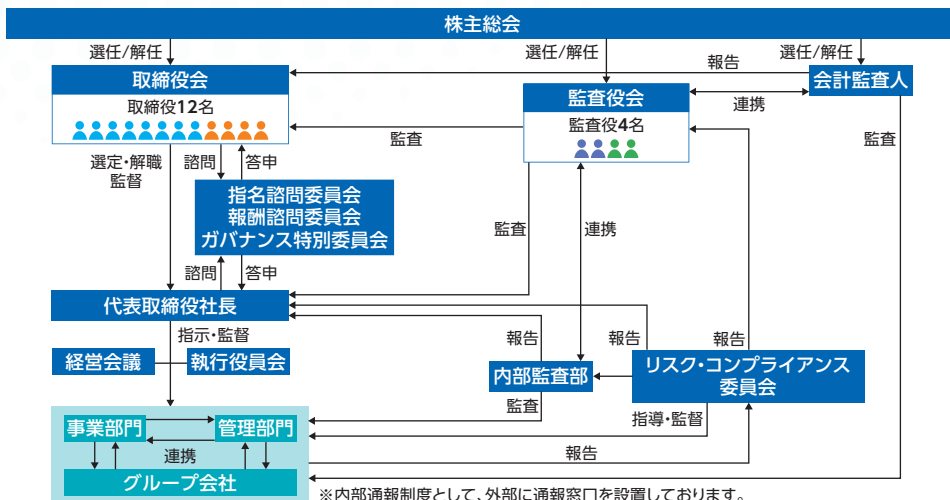 株主総会
選任/解任
選任/解任
選任/解任
取締役会
取締役12名
報告
会計監査人
監査役会
監査役4名
連携
監査
監査
選定・解職
監督
諮問
答申
指名諮問委員会
報酬諮問委員会
ガバナンス特別委員会
監査
連携
諮問
答申
代表取締役社長
指示・監督
報告
報告
報告
経営会議
執行役員会
内部監査部
リスク・コンプライアンス
委員会
監査
指導・監督
事業部門
管理部門
連携
報告
グループ会社
※内部通報制度として、外部に通報窓口を設置しております。